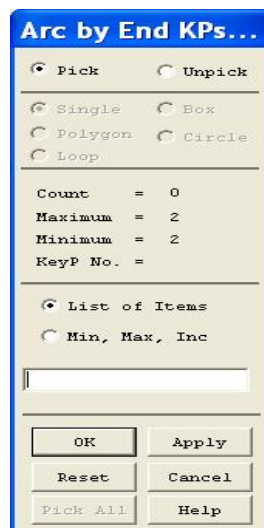 Arc by End KPs...
Pick Unpick
Single Box
Polygon Circle
Loop
Count = 0
Maximum = 2
Minimum = 2
KeyP No. =
List of Items
Min, Max, Inc
OK Apply
Reset Cancel
Pick All Help